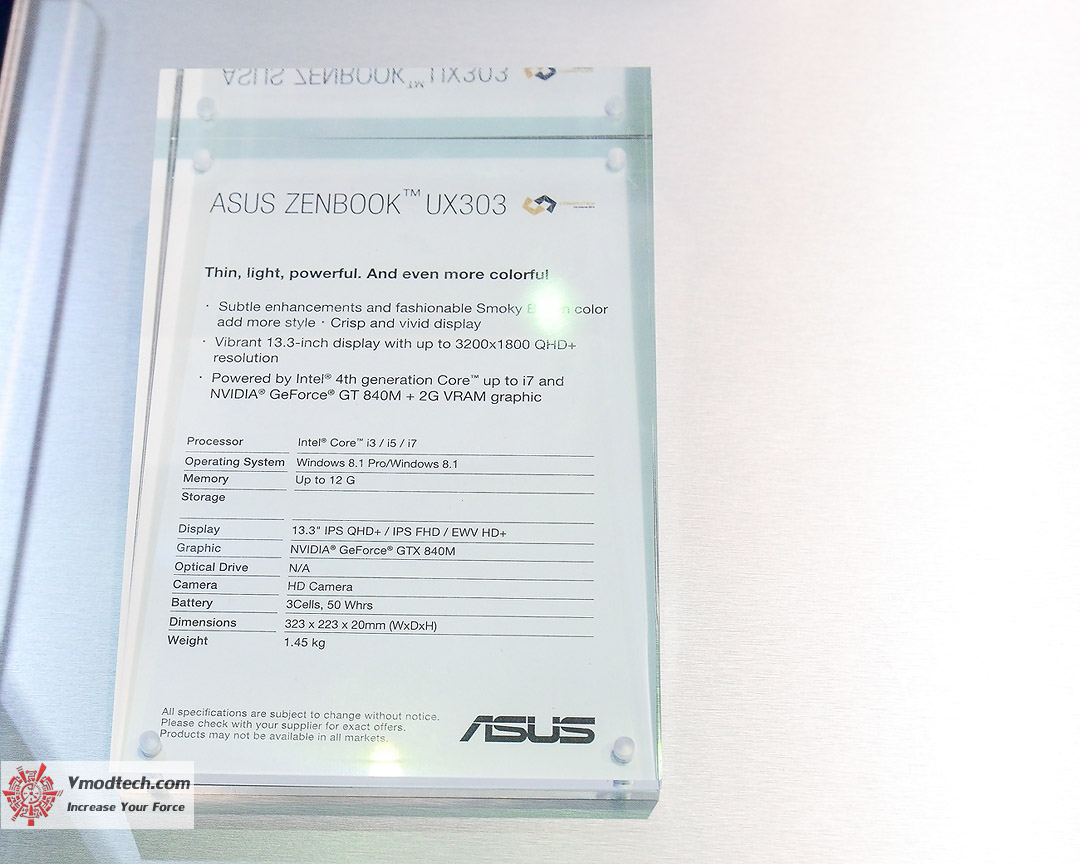 ASUS ZENBOOK™ UX303
ASUS ZENBOOK™ UX303
Thin, light, powerful. And even more colorful
· Subtle enhancements and fashionable Smoky color
add more style · Crisp and vivid display
· Vibrant 13.3-inch display with up to 3200x1800 QHD+
resolution
· Powered by Intel® 4th generation Core™ up to i7 and
NVIDIA® GeForce® GT 840M + 2G VRAM graphic
Processor Intel® Core™ i3 / i5 / i7
Operating System Windows 8.1 Pro/Windows 8.1
Memory Up to 12 G
Storage
Display 13.3" IPS QHD+ / IPS FHD / EWV HD+
Graphic NVIDIA® GeForce® GTX 840M
Optical Drive N/A
Camera HD Camera
Battery 3Cells, 50 Whrs
Dimensions 323 x 223 x 20mm (WxDxH)
Weight 1.45 kg
All specifications are subject to change without notice.
Please check with your supplier for exact offers.
Products may not be available in all markets.
ASUS
Vmodtech.com
Increase Your Force